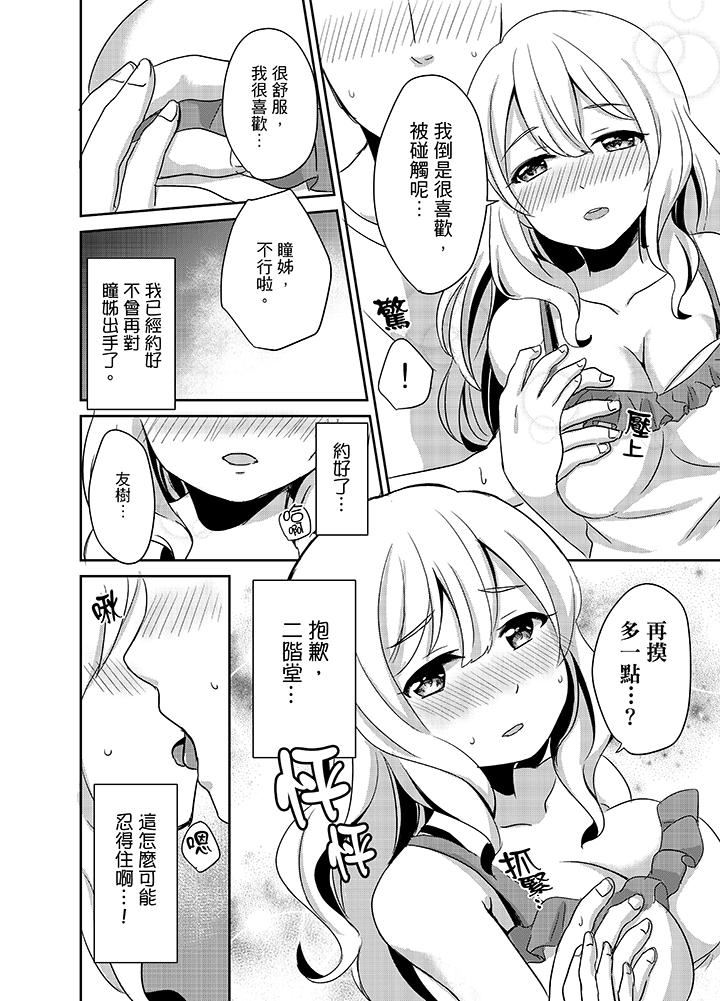 我倒是很喜歡，
被碰觸呢…
驚
！
壓上
很舒服，
我很喜歡…
瞳姊，
不行啦。
我已經約好
不會再對
瞳姊出手了。
約好了…
友樹…
哈
啊
再摸
多一點…？
抓緊…
抱歉，
二階堂…
怦
怦
啾
嗯
這怎麼可能
忍得住啊…！